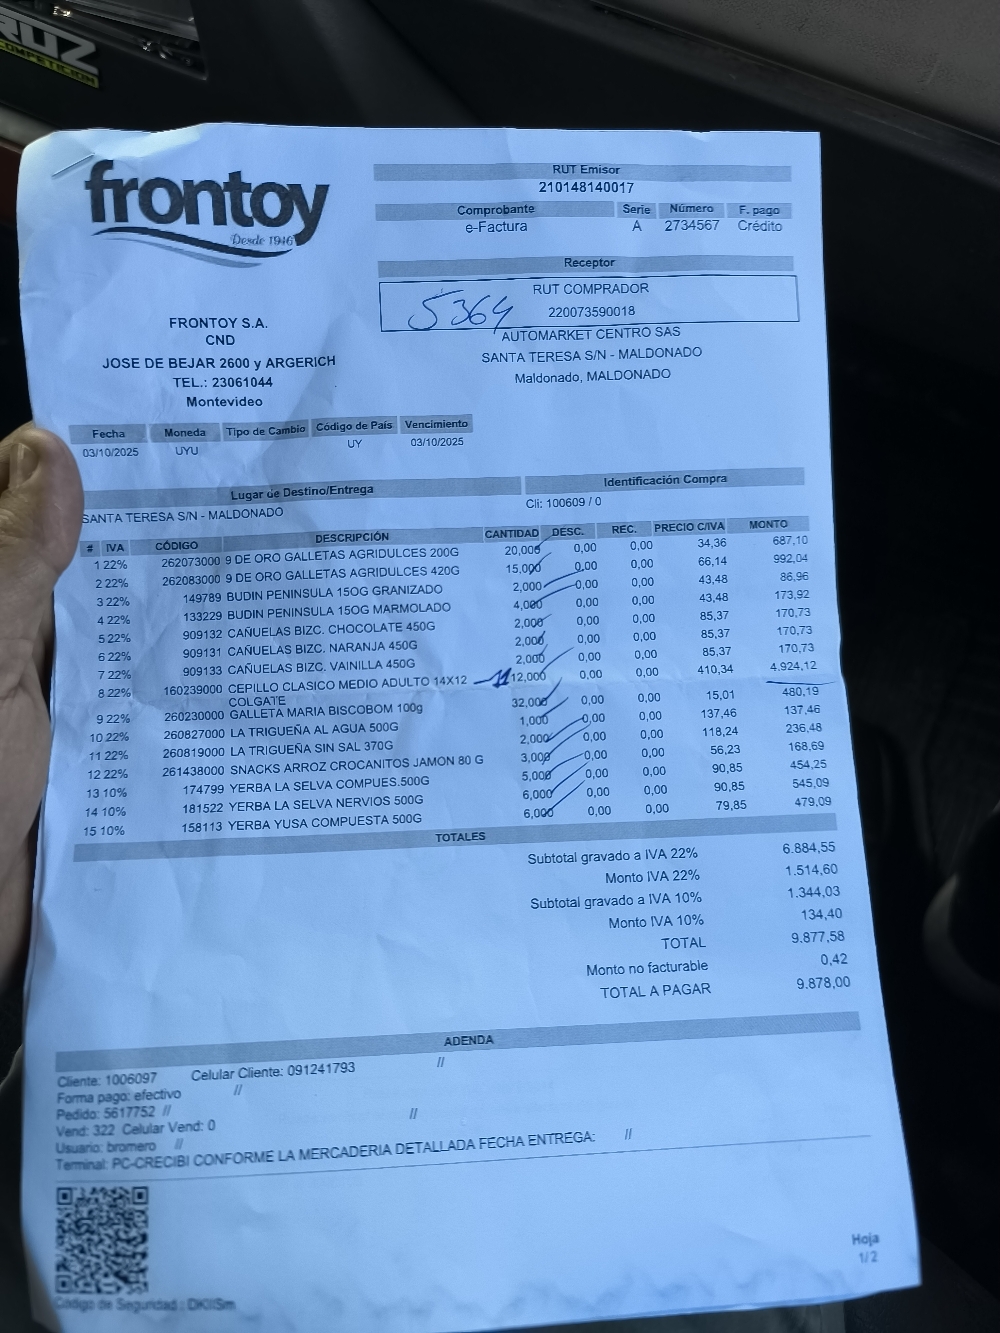 RUZ
COMPETICION
frontoy
Desde 1946
RUT Emisor
210148140017
Comprobante Serie Número F. pago
e-Factura A 2734567 Crédito
Receptor
RUT COMPRADOR
5364
220073590018
AUTOMARKET CENTRO SAS
SANTA TERESA S/N - MALDONADO
Maldonado, MALDONADO
FRONTOY S.A.
CND
JOSE DE BEJAR 2600 y ARGERICH
TEL.: 23061044
Montevideo
Fecha Moneda Tipo de Cambio Código de País Vencimiento
03/10/2025 UYU UY 03/10/2025
Lugar de Destino/Entrega Identificación Compra
SANTA TERESA S/N - MALDONADO Cli: 100609 / 0
# IVA CÓDIGO DESCRIPCIÓN CANTIDAD DESC. REC. PRECIO C/IVA MONTO
1 22% 262073000 9 DE ORO GALLETAS AGRIDULCES 200G 20,000 0,00 0,00 34,36 687,10
2 22% 262083000 9 DE ORO GALLETAS AGRIDULCES 420G 15,000 0,00 0,00 66,14 992,04
3 22% 149789 BUDIN PENINSULA 15OG GRANIZADO 2,000 0,00 0,00 43,48 86,96
4 22% 133229 BUDIN PENINSULA 15OG MARMOLADO 4,000 0,00 0,00 43,48 173,92
5 22% 909132 CAÑUELAS BIZC. CHOCOLATE 450G 2,000 0,00 0,00 85,37 170,73
6 22% 909131 CAÑUELAS BIZC. NARANJA 450G 2,000 0,00 0,00 85,37 170,73
7 22% 909133 CAÑUELAS BIZC. VAINILLA 450G 2,000 0,00 0,00 85,37 170,73
8 22% 160239000 CEPILLO CLASICO MEDIO ADULTO 14X12 11 12,000 0,00 0,00 410,34 4.924,12
COLGATE
9 22% 260230000 GALLETA MARIA BISCOBOM 100g 32,000 0,00 0,00 15,01 480,19
10 22% 260827000 LA TRIGUEÑA AL AGUA 500G 1,000 0,00 0,00 137,46 137,46
11 22% 260819000 LA TRIGUEÑA SIN SAL 370G 2,000 0,00 0,00 118,24 236,48
12 22% 261438000 SNACKS ARROZ CROCANITOS JAMON 80 G 3,000 0,00 0,00 56,23 168,69
13 10% 174799 YERBA LA SELVA COMPUES.500G 5,000 0,00 0,00 90,85 454,25
14 10% 181522 YERBA LA SELVA NERVIOS 500G 6,000 0,00 0,00 90,85 545,09
15 10% 158113 YERBA YUSA COMPUESTA 500G 6,000 0,00 0,00 79,85 479,09
TOTALES
Subtotal gravado a IVA 22% 6.884,55
Monto IVA 22% 1.514,60
Subtotal gravado a IVA 10% 1.344,03
Monto IVA 10% 134,40
TOTAL 9.877,58
Monto no facturable 0,42
TOTAL A PAGAR 9.878,00
ADENDA
Cliente: 1006097 Celular Cliente: 091241793 //
Forma pago: efectivo //
Pedido: 5617752 //
Vend: 322 Celular Vend: 0 //
Usuario: bromero //
Terminal: PC-CRECIBI CONFORME LA MERCADERIA DETALLADA FECHA ENTREGA: //
Hoja
1/2
Código de Seguridad : DKIISm